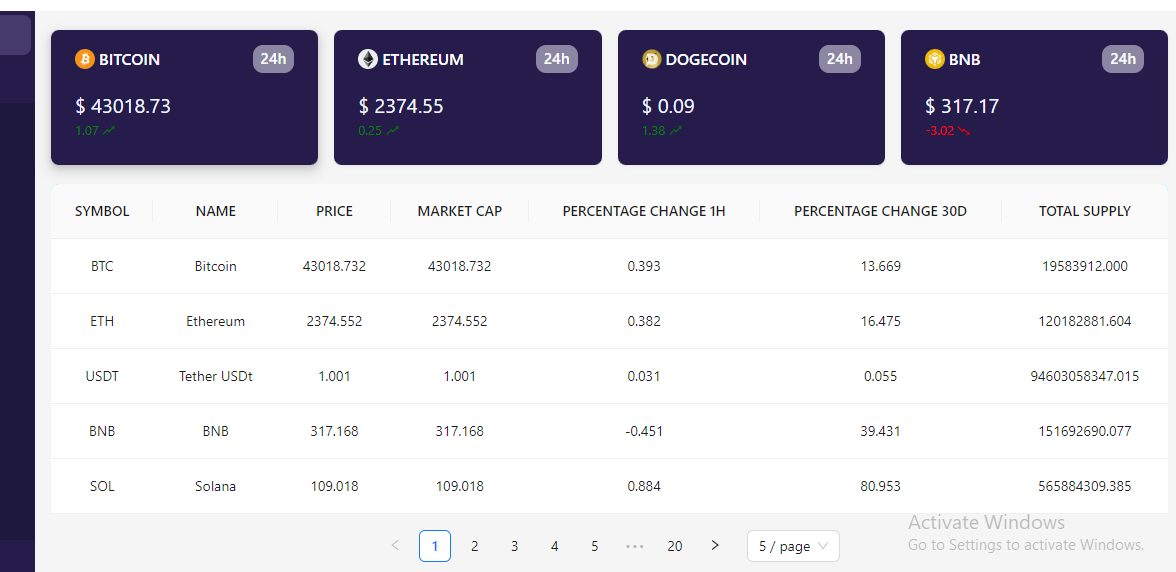 BITCOIN 24h ETHEREUM 24h DOGECOIN 24h BNB 24h
$ 43018.73 $ 2374.55 $ 0.09 $ 317.17
1.07 0.25 1.38 -3.02
SYMBOL NAME PRICE MARKET CAP PERCENTAGE CHANGE 1H PERCENTAGE CHANGE 30D TOTAL SUPPLY
BTC Bitcoin 43018.732 43018.732 0.393 13.669 19583912.000
ETH Ethereum 2374.552 2374.552 0.382 16.475 120182881.604
USDT Tether USDt 1.001 1.001 0.031 0.055 94603058347.015
BNB BNB 317.168 317.168 -0.451 39.431 151692690.077
SOL Solana 109.018 109.018 0.884 80.953 565884309.385
< 1 2 3 4 5 ••• 20 > 5 / page
Activate Windows
Go to Settings to activate Windows.